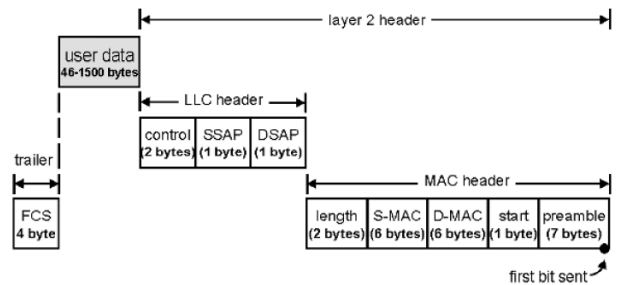 layer 2 header
user data
46-1500 bytes
LLC header
control
(2 bytes)
SSAP
(1 byte)
DSAP
(1 byte)
trailer
MAC header
FCS
4 byte
length
(2 bytes)
S-MAC
(6 bytes)
D-MAC
(6 bytes)
start
(1 byte)
preamble
(7 bytes)
first bit sent